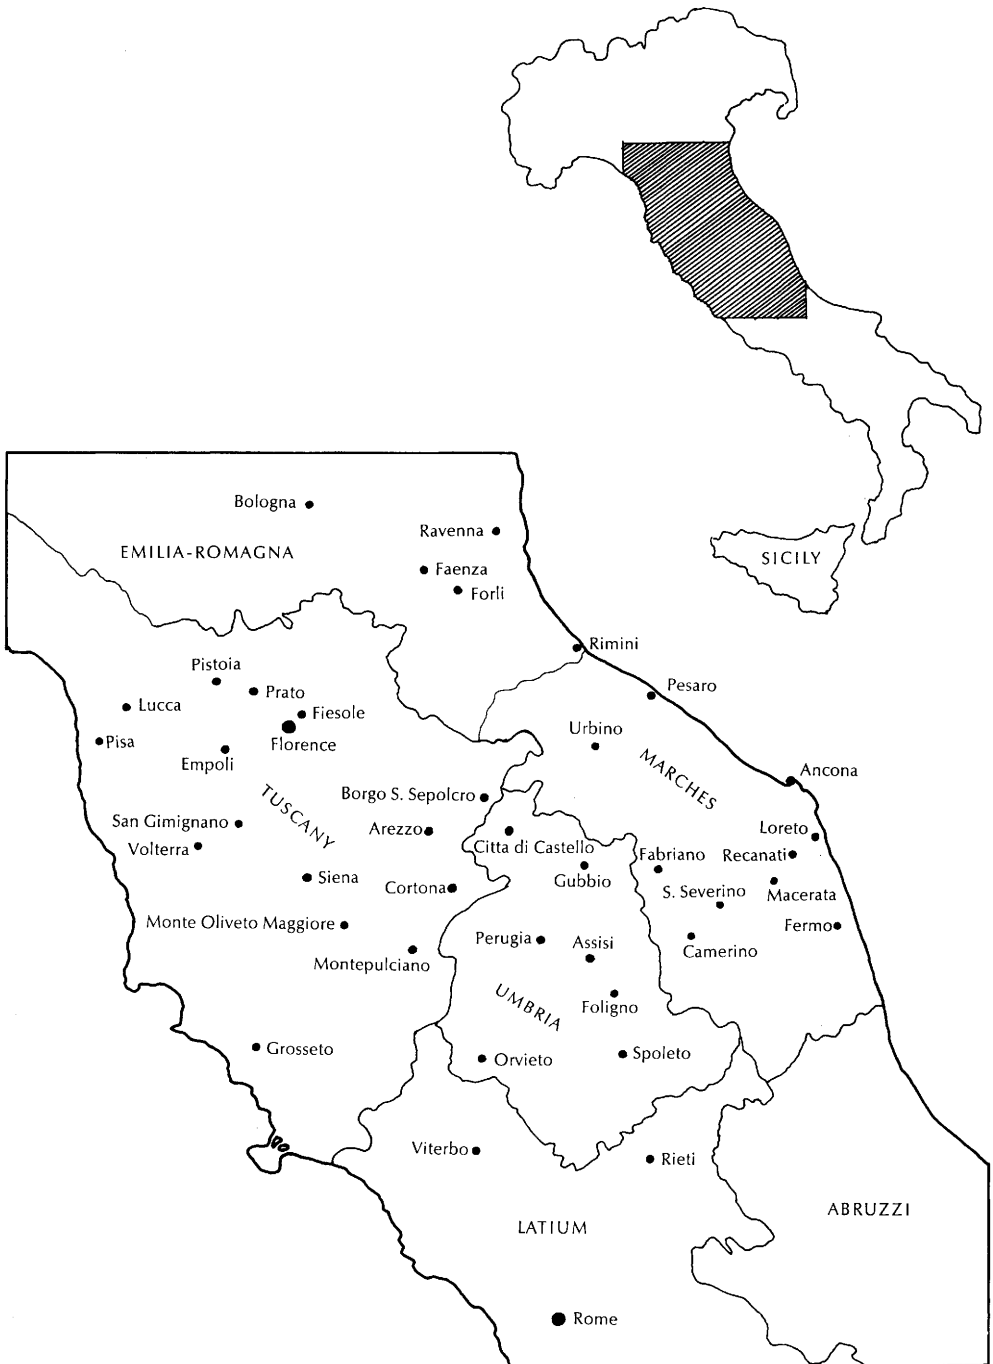 SICILY
Bologna
Ravenna
EMILIA-ROMAGNA
Faenza
Forli
Rimini
Pistoia
Pesaro
Prato
Lucca
Fiesole
Urbino
Pisa
Florence
Empoli
MARCHES
Ancona
Borgo S. Sepolcro
TUSCANY
San Gimignano
Arezzo
Loreto
Citta di Castello
Volterra
Fabriano
Recanati
Siena
Gubbio
Cortona
S. Severino
Macerata
Monte Oliveto Maggiore
Fermo
Perugia
Assisi
Camerino
Montepulciano
UMBRIA
Foligno
Grosseto
Orvieto
Spoleto
Viterbo
Rieti
ABRUZZI
LATIUM
Rome